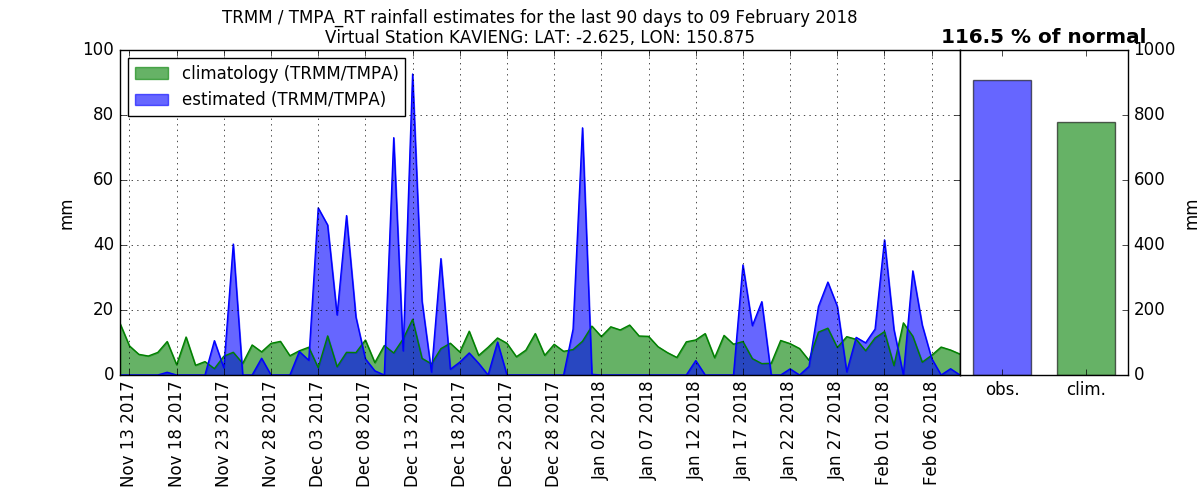 TRMM / TMPA_RT rainfall estimates for the last 90 days to 09 February 2018
Virtual Station KAVIENG: LAT: -2.625, LON: 150.875
116.5 % of normal
climatology (TRMM/TMPA)
estimated (TRMM/TMPA)
mm
100
80
60
40
20
0
Nov 13 2017
Nov 18 2017
Nov 23 2017
Nov 28 2017
Dec 03 2017
Dec 08 2017
Dec 13 2017
Dec 18 2017
Dec 23 2017
Dec 28 2017
Jan 02 2018
Jan 07 2018
Jan 12 2018
Jan 17 2018
Jan 22 2018
Jan 27 2018
Feb 01 2018
Feb 06 2018
obs.
clim.
1000
800
600
400
200
0
mm